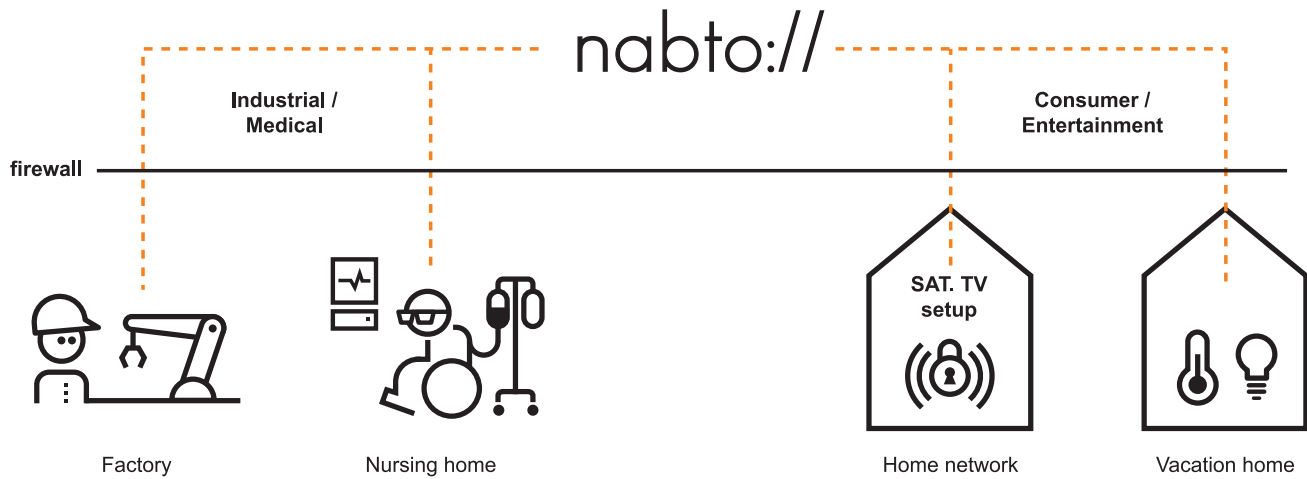 nabto://
Industrial /
Medical
Consumer /
Entertainment
firewall
SAT. TV
setup
Factory
Nursing home
Home network
Vacation home